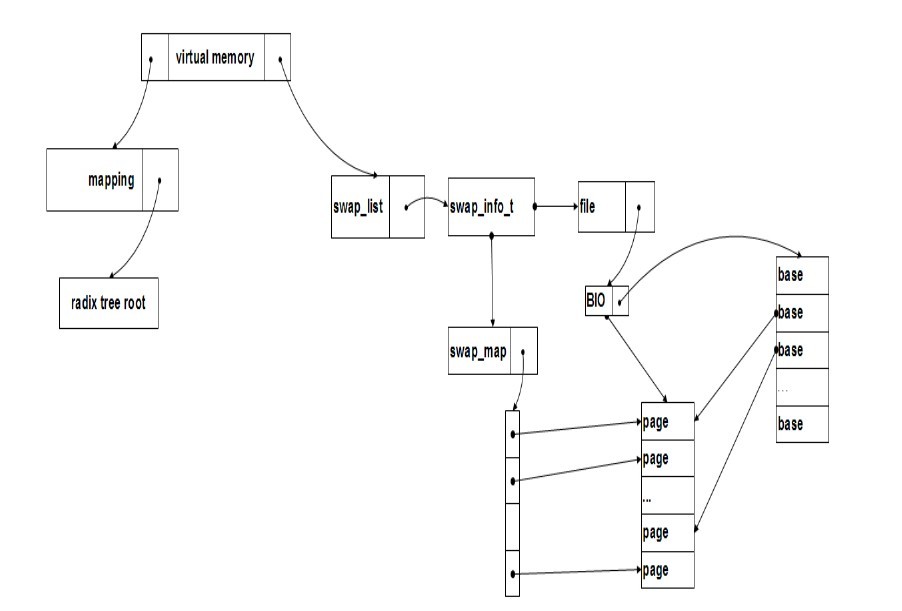 virtual memory
mapping
swap_list
swap_info_t
file
radix tree root
BIO
base
base
base
...
base
swap_map
page
page
...
page
page